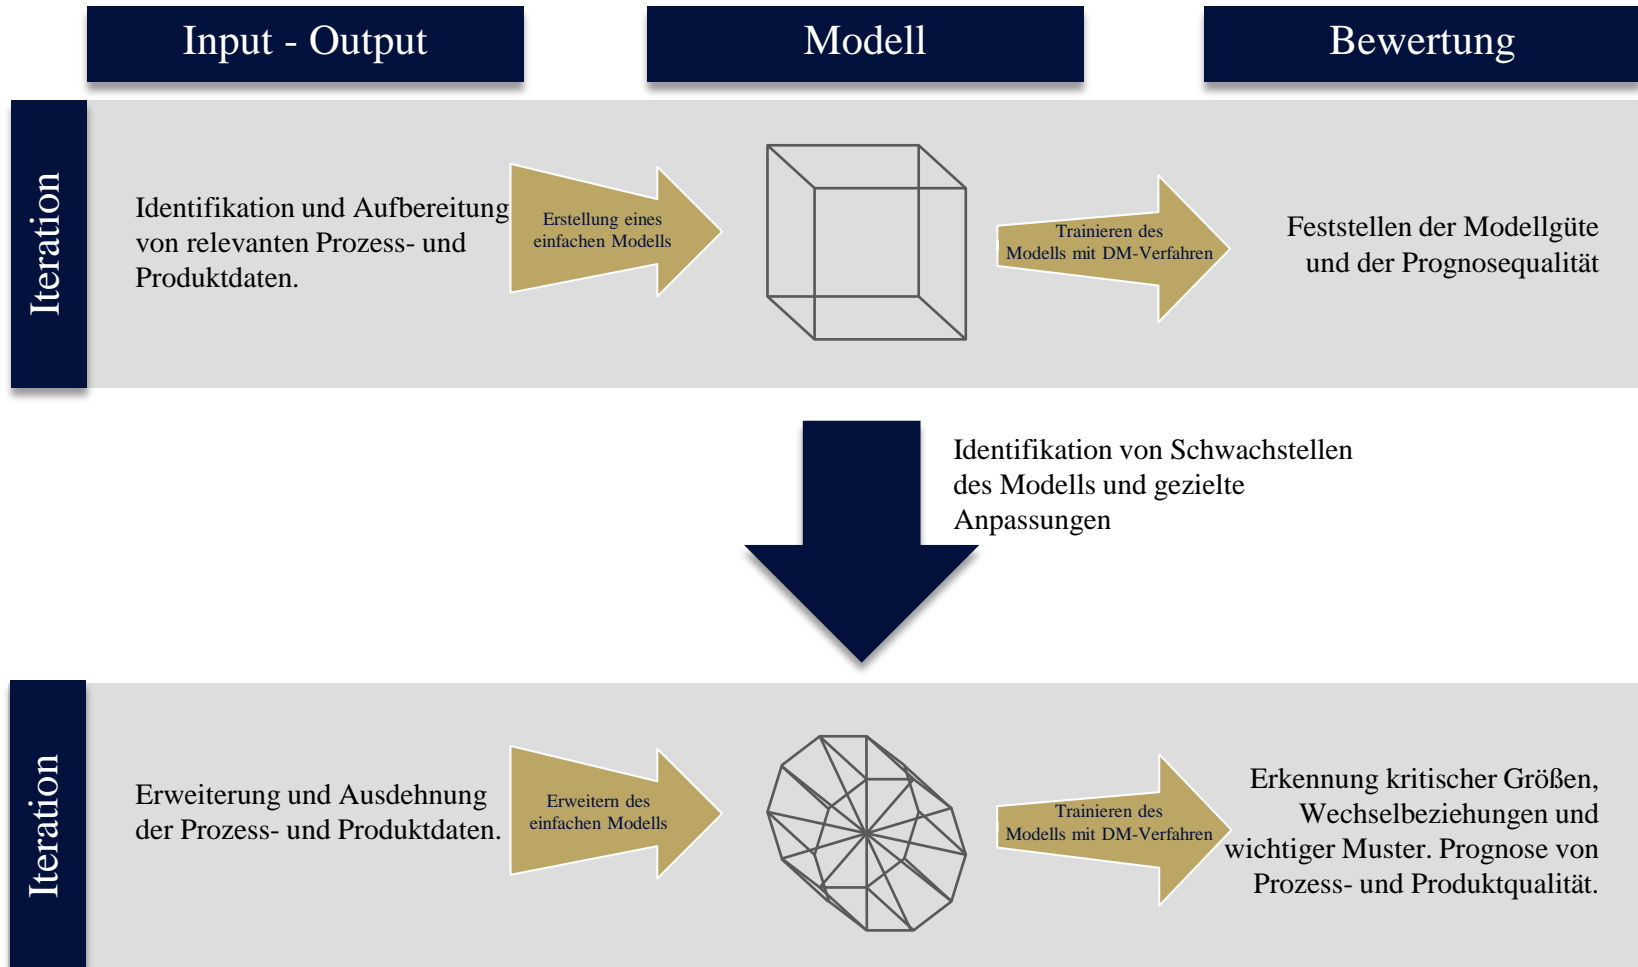 Input - Output
Modell
Bewertung
Iteration
Identifikation und Aufbereitung
von relevanten Prozess- und
Produktdaten.
Erstellung eines
einfachen Modells
Trainieren des
Modells mit DM-Verfahren
Feststellen der Modellgüte
und der Prognosequalität
Identifikation von Schwachstellen
des Modells und gezielte
Anpassungen
Iteration
Erweiterung und Ausdehnung
der Prozess- und Produktdaten.
Erweitern des
einfachen Modells
Trainieren des
Modells mit DM-Verfahren
Erkennung kritischer Größen,
Wechselbeziehungen und
wichtiger Muster. Prognose von
Prozess- und Produktqualität.